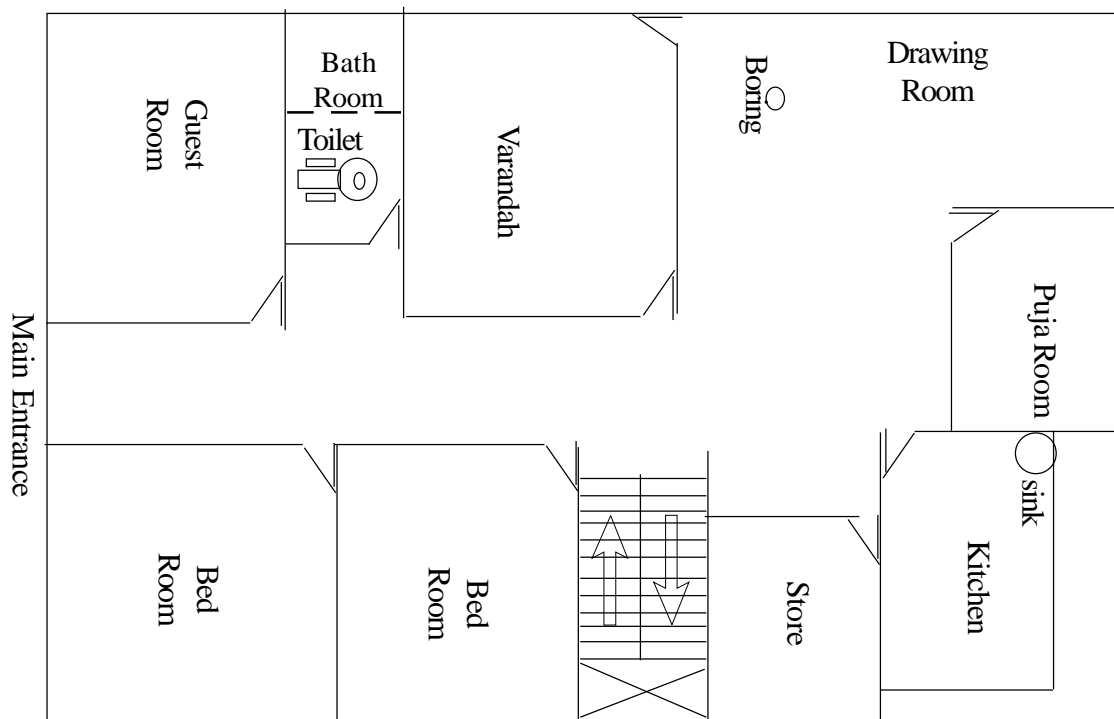 Bath
Room
Toilet
Guest
Room
Varandah
Boring
Drawing
Room
Puja Room
Main Entrance
sink
Kitchen
Bed
Room
Bed
Room
Store